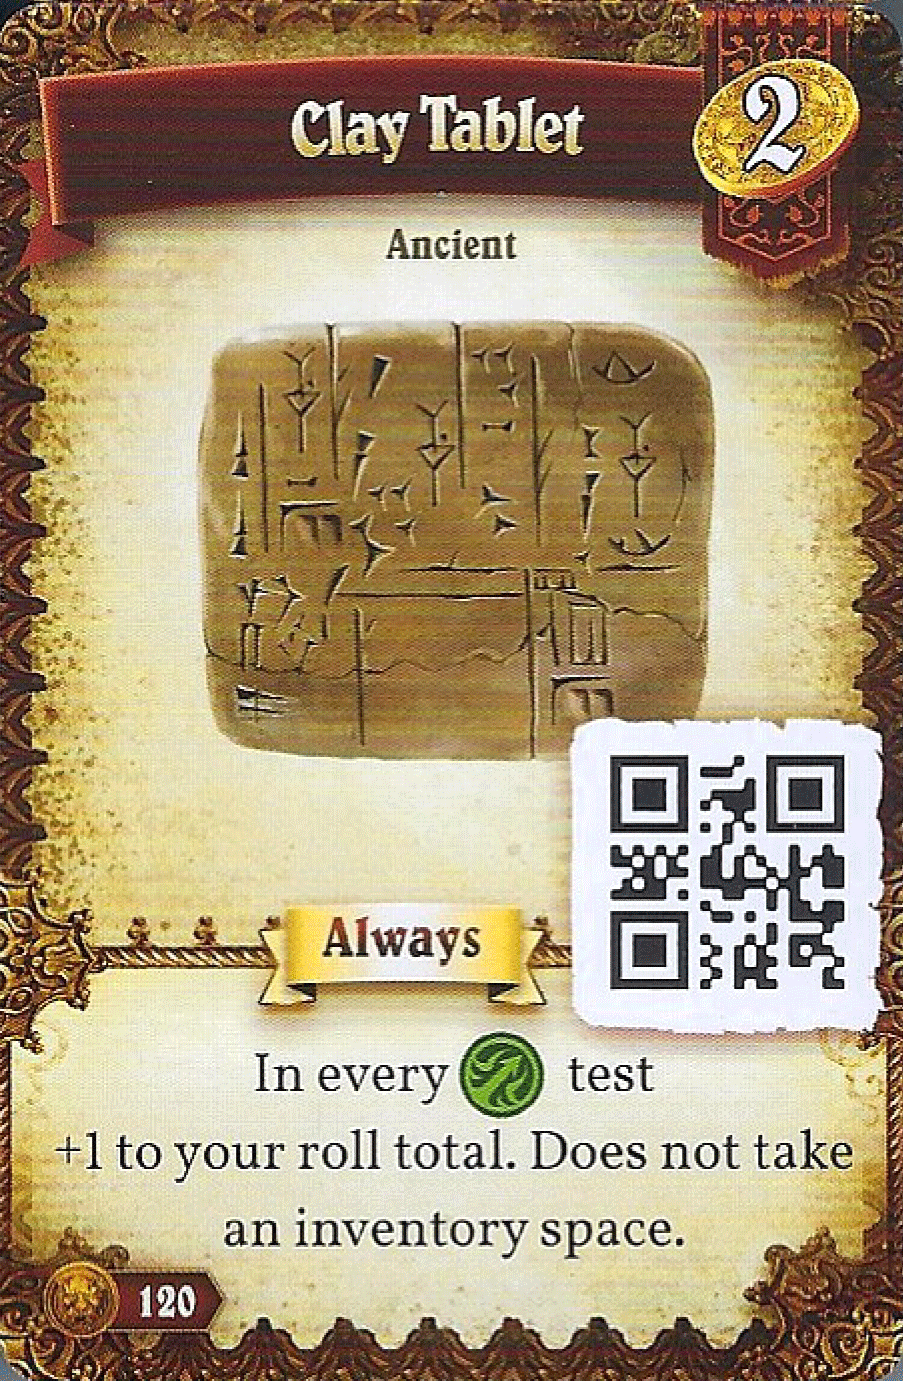 Clay Tablet
2
Ancient
Always
In every test
+1 to your roll total. Does not take
an inventory space.
120